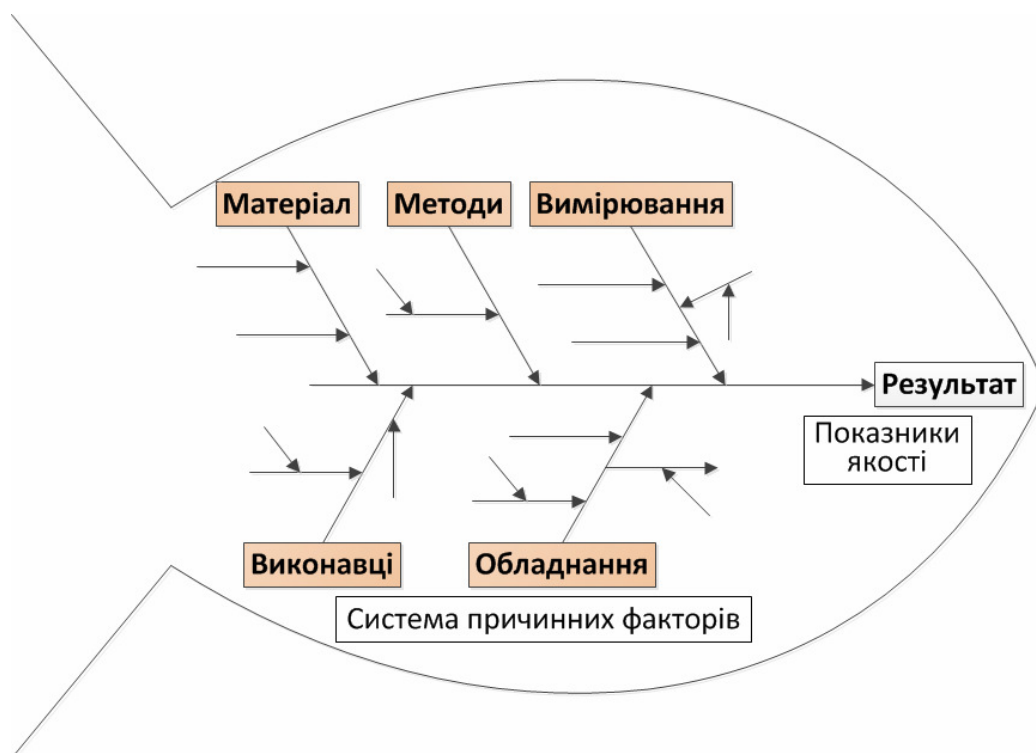 Матеріал
Методи
Вимірювання
Результат
Показники
якості
Виконавці
Обладнання
Система причинних факторів